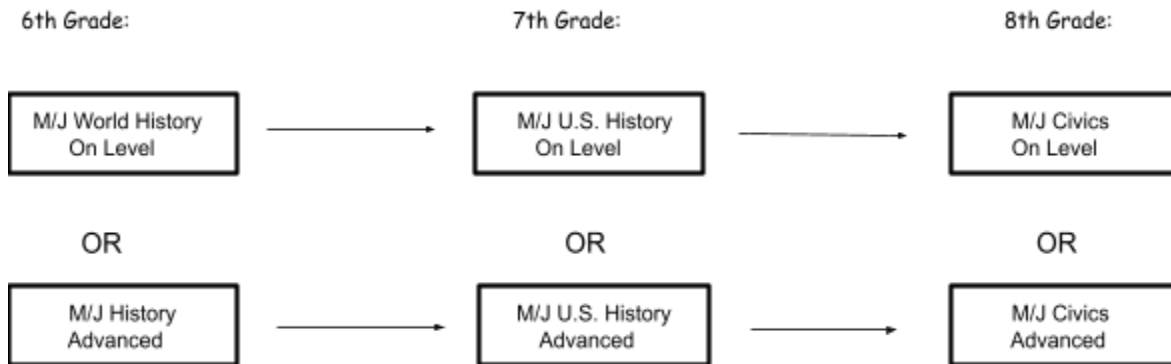 6th Grade:
7th Grade:
8th Grade:
M/J World History
On Level
M/J U.S. History
On Level
M/J Civics
On Level
OR
OR
OR
M/J History
Advanced
M/J U.S. History
Advanced
M/J Civics
Advanced